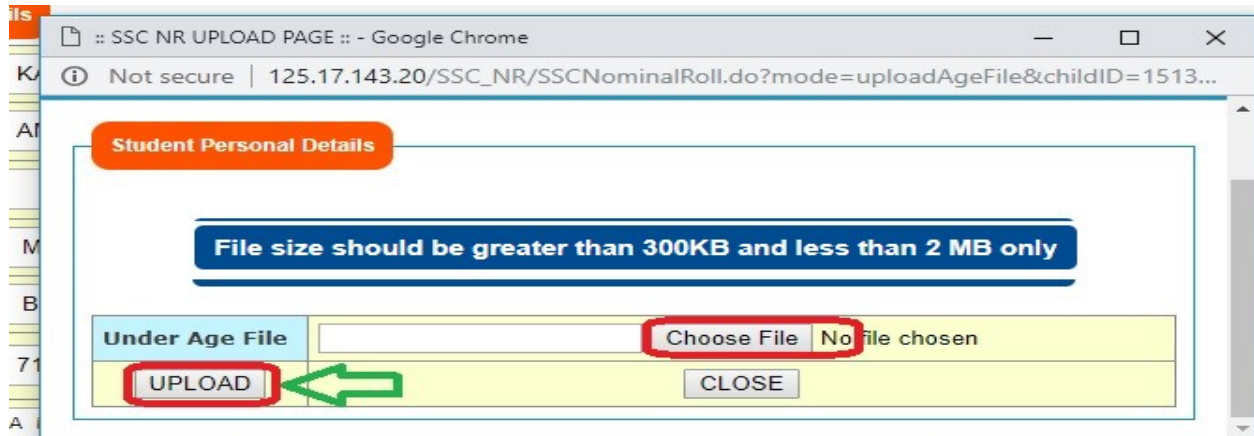 ils
:: SSC NR UPLOAD PAGE :: - Google Chrome
Not secure | 125.17.143.20/SSC_NR/SSCNominalRoll.do?mode=uploadAgeFile&childID=1513...
Student Personal Details
File size should be greater than 300KB and less than 2 MB only
Under Age File Choose File No file chosen
71
UPLOAD CLOSE
A